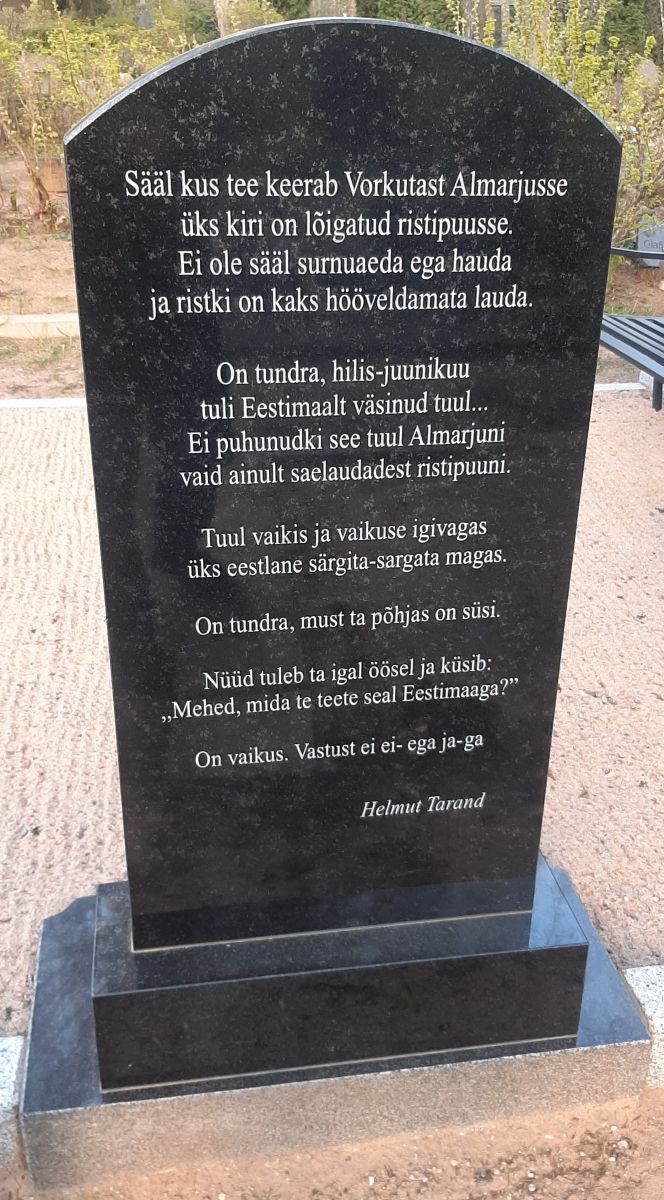 Sääl kus tee keerab Vorkutast Almarjusse
üks kiri on lõigatud ristipuusse.
Ei ole sääl surnuaeda ega hauda
ja ristki on kaks hööveldamata lauda.
On tundra, hilis-juunikuu
tuli Eestimaalt väsinud tuul...
Ei puhunudki see tuul Almarjuni
vaid ainult saelaudadest ristipuuni.
Tuul vaikis ja vaikuse igivagas
üks eestlane särgita-sargata magas.
On tundra, must ta põhjas on süsi.
Nüüd tuleb ta igal öösel ja küsib:
„Mehed, mida te teete seal Eestimaaga?”
On vaikus. Vastust ei ei- ega ja-ga
Helmut Tarand